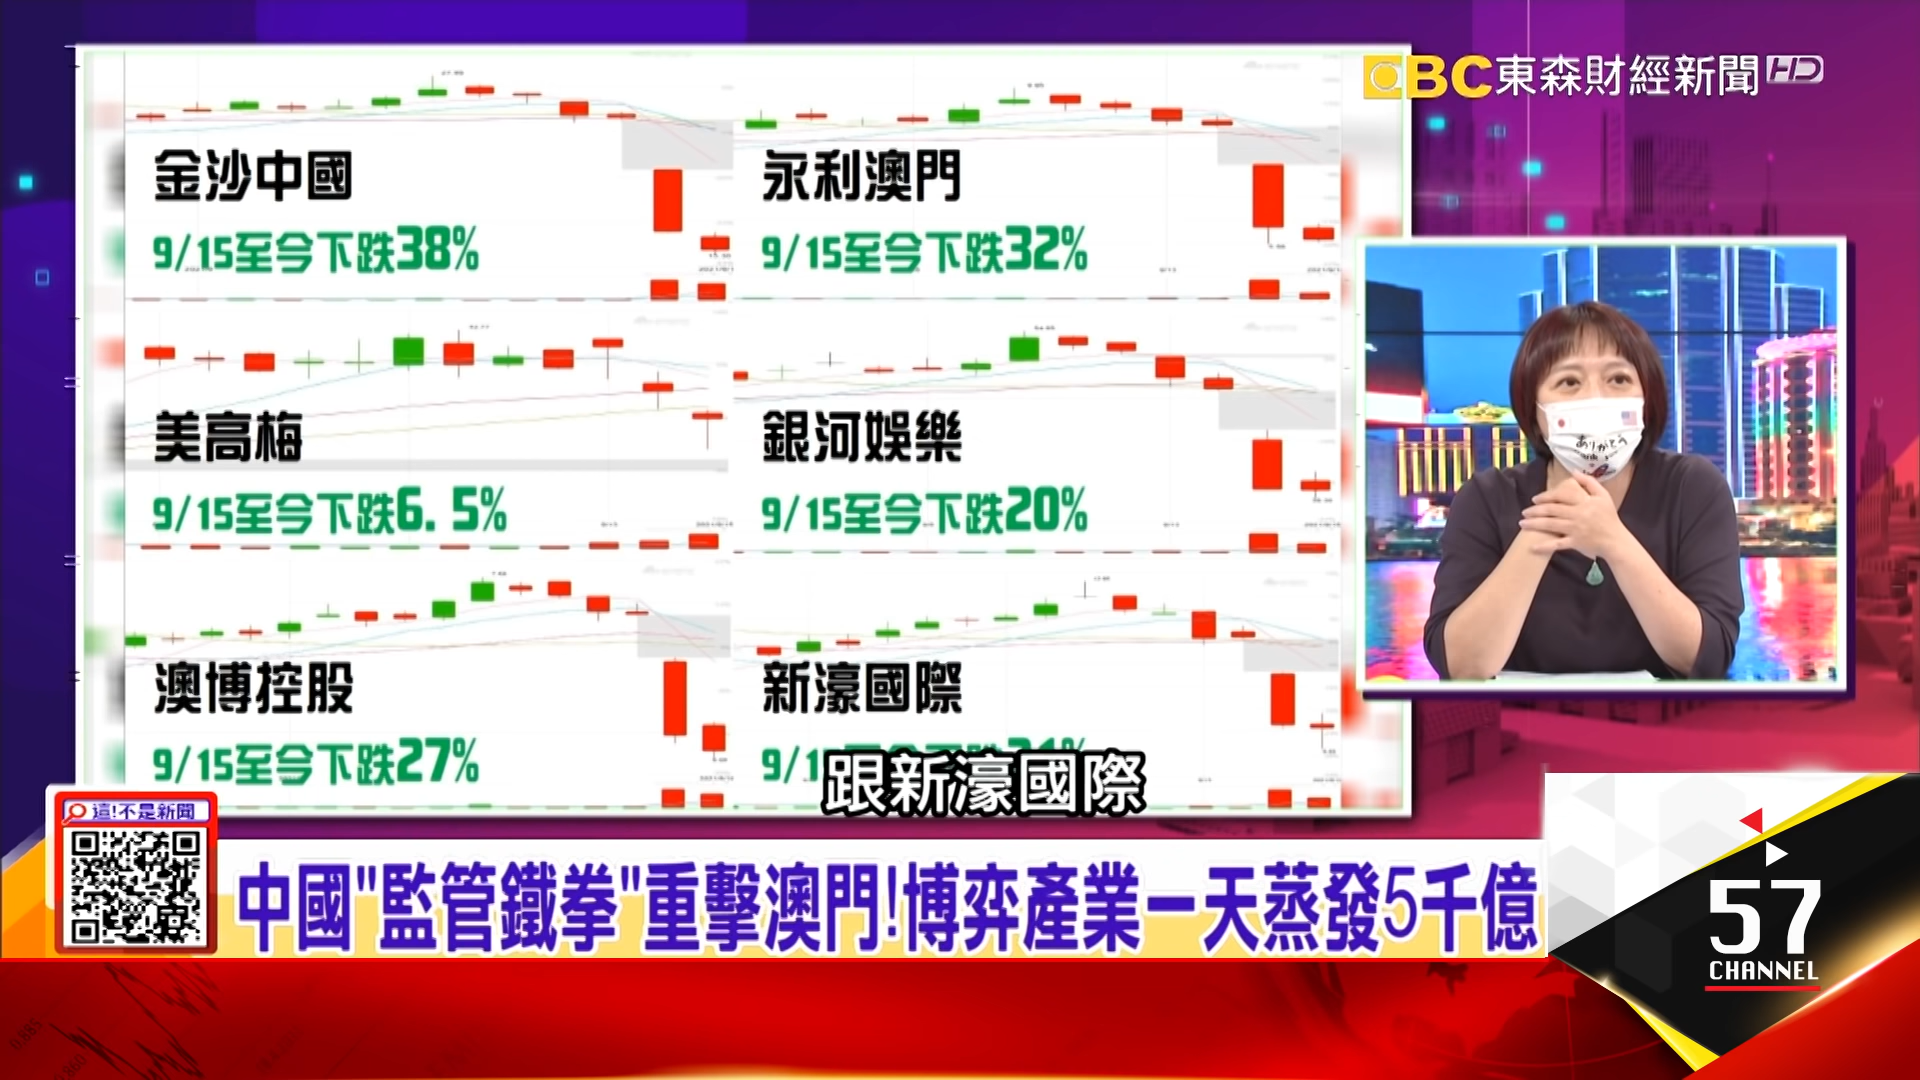 EBC東森財經新聞HD
金沙中國
9/15至今下跌38%
永利澳門
9/15至今下跌32%
美高梅
9/15至今下跌6.5%
銀河娛樂
9/15至今下跌20%
澳博控股
9/15至今下跌27%
新濠國際
跟新濠國際
ありがとう
這!不是新聞
中國"監管鐵拳"重擊澳門!博弈產業一天蒸發5千億
57
CHANNEL